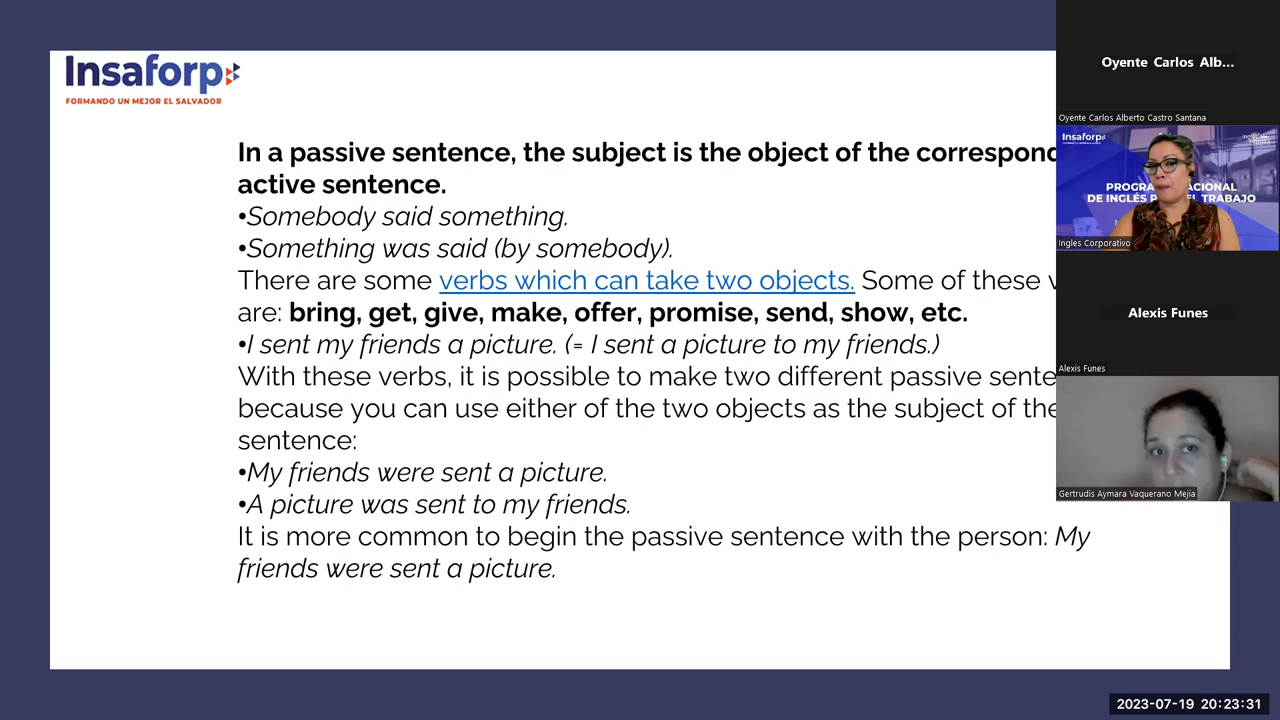 Insaforp
FORMANDO UN MEJOR EL SALVADOR
In a passive sentence, the subject is the object of the correspond
active sentence.
•Somebody said something.
•Something was said (by somebody).
There are some verbs which can take two objects. Some of these
are: bring, get, give, make, offer, promise, send, show, etc.
•I sent my friends a picture. (= I sent a picture to my friends.)
With these verbs, it is possible to make two different passive sente
because you can use either of the two objects as the subject of the
sentence:
•My friends were sent a picture.
•A picture was sent to my friends.
It is more common to begin the passive sentence with the person: My
friends were sent a picture.
Oyente Carlos Alb...
Oyente Carlos Alberto Castro Santana
Insaforp
PROGRA ACIONAL
DE INGLÉS P L TRABAJO
Ingles Corporativo
Alexis Funes
Alexis Funes
Gertrudis Aymara Vaquerano Mejia
2023-07-19 20:23:31